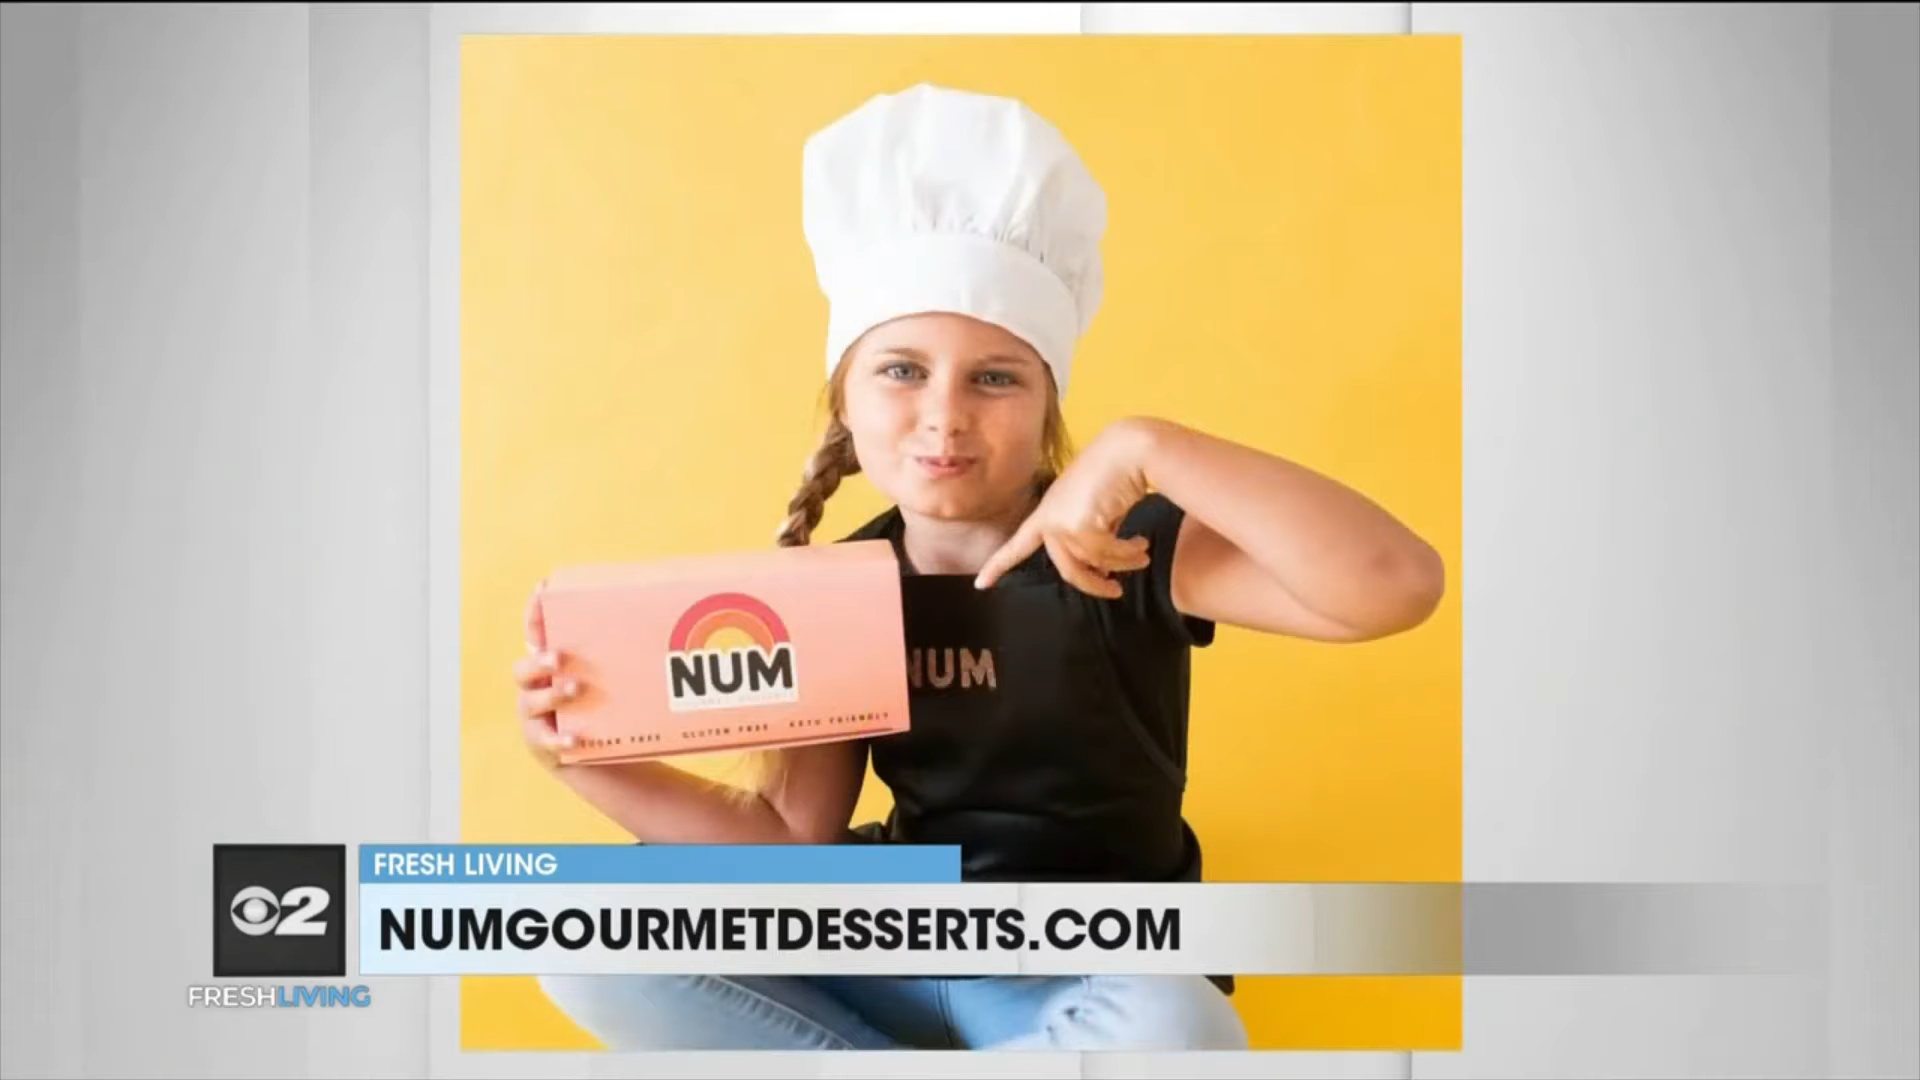 NUM
SUGAR FREE GLUTEN FREE KETO FRIENDLY
NUM
2
FRESH LIVING
NUMGOURMETDESSERTS.COM
FRESHLIVING